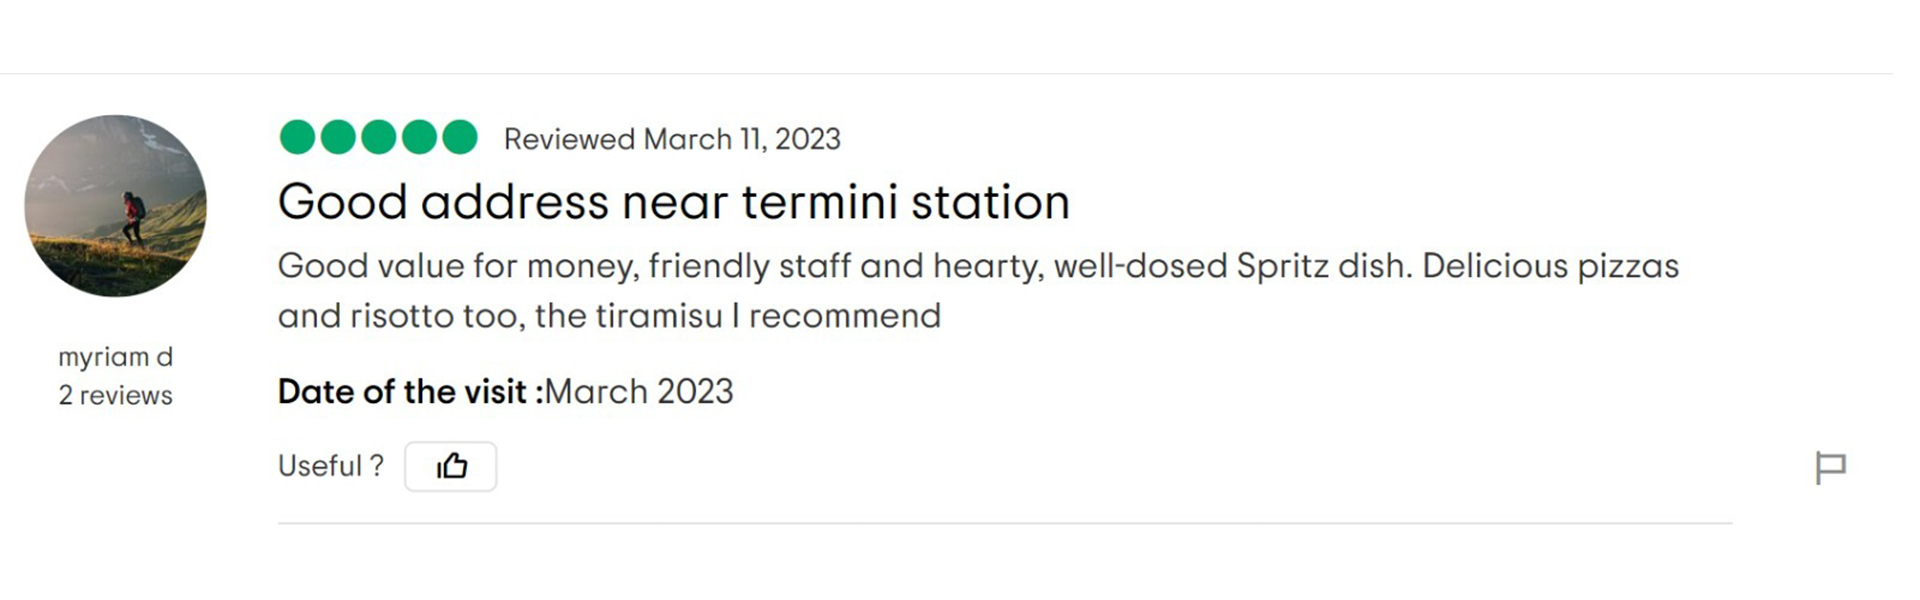 Reviewed March 11, 2023
Good address near termini station
Good value for money, friendly staff and hearty, well-dosed Spritz dish. Delicious pizzas
and risotto too, the tiramisu I recommend
myriam d
2 reviews
Date of the visit :March 2023
Useful ?